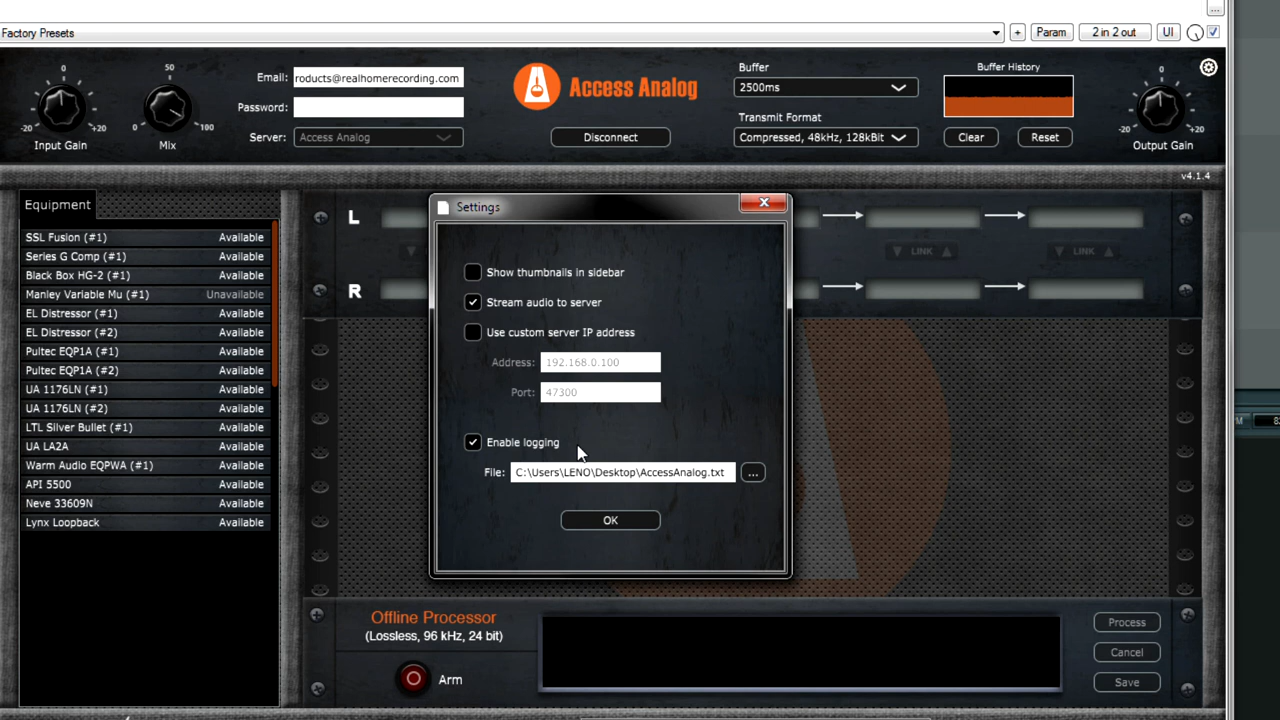 ...
Factory Presets
+
Param
2 in 2 out
UI
0
-20
+20
Input Gain
50
0
100
Mix
Email: roducts@realhomerecording.com
Password:
Server: Access Analog
Access Analog
Disconnect
Buffer
2500ms
Transmit Format
Compressed, 48kHz, 128kBit
Buffer History
Clear
Reset
0
-20
+20
Output Gain
v4.1.4
Equipment
SSL Fusion (#1) Available
Series G Comp (#1) Available
Black Box HG-2 (#1) Available
Manley Variable Mu (#1) Unavailable
EL Distressor (#1) Available
EL Distressor (#2) Available
Pultec EQP1A (#1) Available
Pultec EQP1A (#2) Available
UA 1176LN (#1) Available
UA 1176LN (#2) Available
LTL Silver Bullet (#1) Available
UA LA2A Available
Warm Audio EQPWA (#1) Available
API 5500 Available
Neve 33609N Available
Lynx Loopback Available
L
R
LINK
LINK
Settings
Show thumbnails in sidebar
Stream audio to server
Use custom server IP address
Address: 192.168.0.100
Port: 47300
Enable logging
File: C:\Users\LENO\Desktop\AccessAnalog.txt
...
OK
Offline Processor
(Lossless, 96 kHz, 24 bit)
Arm
Process
Cancel
Save